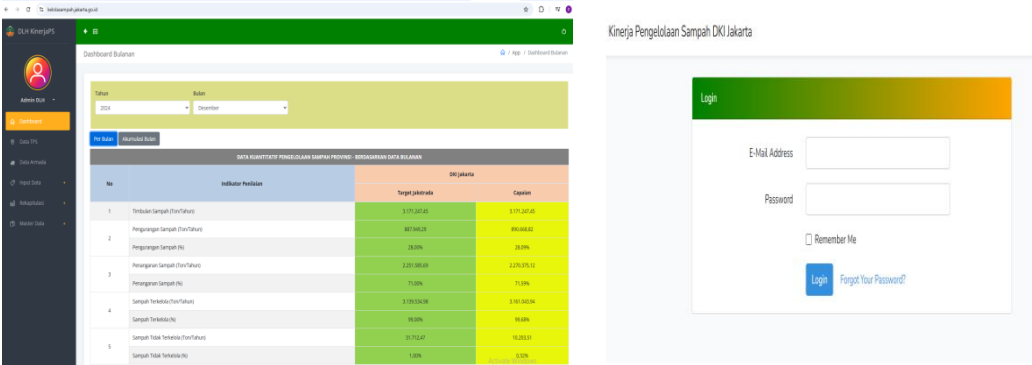 kelolasampah.jakarta.go.id
DLH KinerjaPS
Admin DLH
Dashboard
Data TPS
Data Armada
Input Data
Rekapitulasi
Master Data
Dashboard Bulanan
/ App / Dashboard Bulanan
Tahun Bulan
2024 Desember
Per Bulan Akumulasi Bulan
DATA KUANTITATIF PENGELOLAAN SAMPAH PROVINSI - BERDASARKAN DATA BULANAN
No Indikator Penilaian DKI Jakarta
Target Jakstrada Capaian
1 Timbulan Sampah (Ton/Tahun) 3.171.247,45 3.171.247,45
2 Pengurangan Sampah (Ton/Tahun) 887.949,29 890.668,82
Pengurangan Sampah (%) 28,00% 28,09%
3 Penanganan Sampah (Ton/Tahun) 2.251.585,69 2.270.375,12
Penanganan Sampah (%) 71,00% 71,59%
4 Sampah Terkelola (Ton/Tahun) 3.139.534,98 3.161.043,94
Sampah Terkelola (%) 99,00% 99,68%
5 Sampah Tidak Terkelola (Ton/Tahun) 31.712,47 10.203,51
Sampah Tidak Terkelola (%) 1,00% 0,32%
Activate Windows
Kinerja Pengelolaan Sampah DKI Jakarta
Login
E-Mail Address
Password
Remember Me
Login Forgot Your Password?